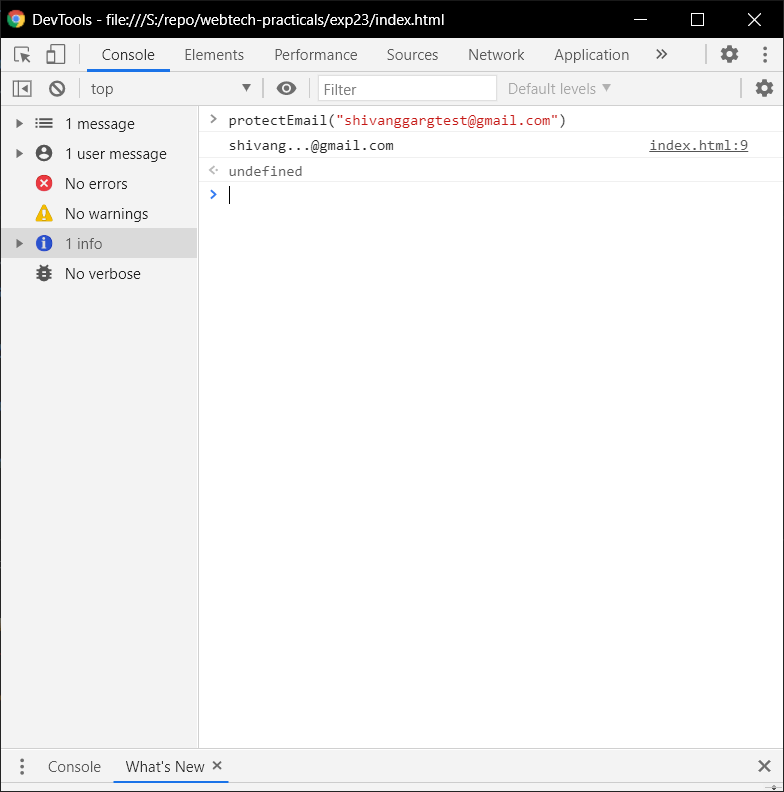 DevTools - file:///S:/repo/webtech-practicals/exp23/index.html
Console Elements Performance Sources Network Application »
top Filter Default levels
1 message
1 user message
No errors
No warnings
1 info
No verbose
> protectEmail("shivanggargtest@gmail.com")
shivang...@gmail.com index.html:9
undefined
>
Console What's New